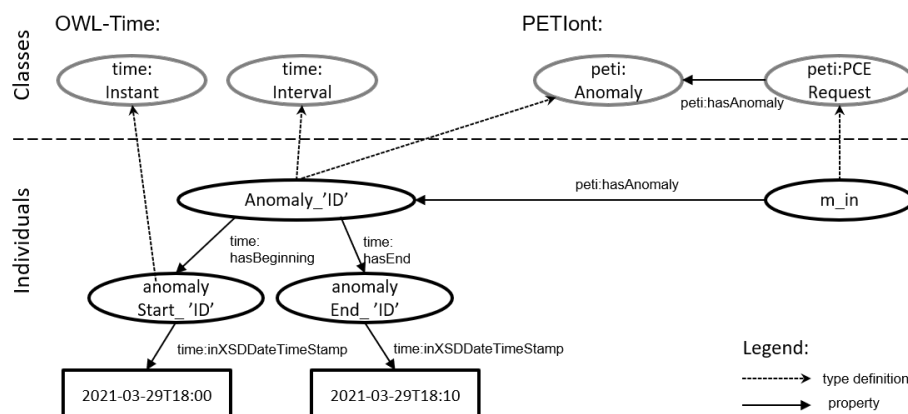 OWL-Time:
PETIont:
Classes
time:
Instant
time:
Interval
peti:
Anomaly
peti:PCE
Request
peti:hasAnomaly
Individuals
Anomaly_'ID'
peti:hasAnomaly
m_in
time:
hasBeginning
time:
hasEnd
anomaly
Start_ 'ID'
anomaly
End_ 'ID'
time:inXSDDateTimeStamp
time:inXSDDateTimeStamp
2021-03-29T18:00
2021-03-29T18:10
Legend:
type definition
property